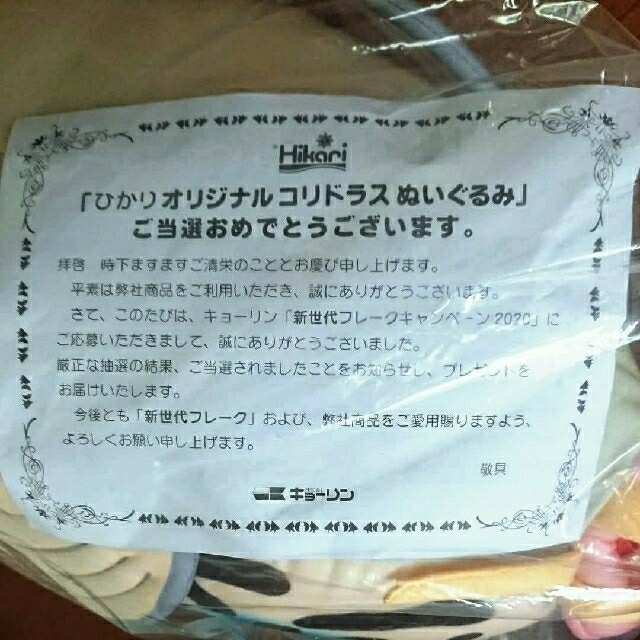 Hikari
「ひかりオリジナルコリドラス ぬいぐるみ」
ご当選おめでとうございます。
拝啓　時下ますますご清栄のこととお慶び申し上げます。
平素は弊社商品をご利用いただき、誠にありがとうございます。
さて、このたびは、キョーリン「新世代フレークキャンペーン2020」に
ご応募いただきまして、誠にありがとうございました。
厳正な抽選の結果、ご当選されましたことをお知らせし、プレゼントを
お届けいたします。
今後とも「新世代フレーク」および、弊社商品をご愛用賜りますよう、
よろしくお願い申し上げます。
敬具
キョーリン